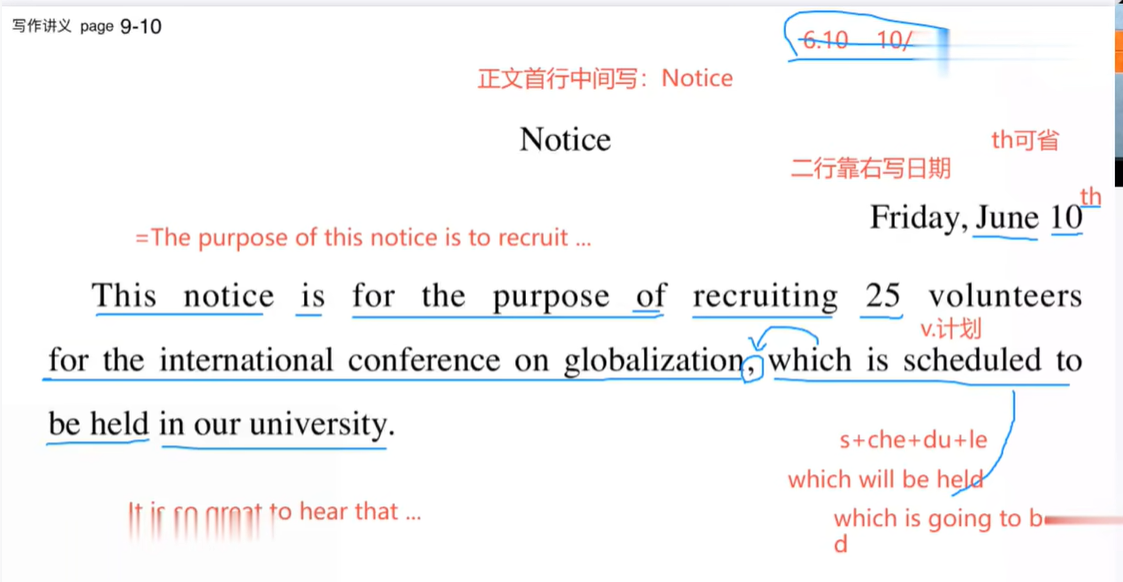 写作讲义 page 9-10
6.10 10/
正文首行中间写：Notice
Notice
th可省
二行靠右写日期
th
Friday, June 10
=The purpose of this notice is to recruit ...
This notice is for the purpose of recruiting 25 volunteers
v.计划
for the international conference on globalization, which is scheduled to
be held in our university.
s+che+du+le
which will be held
It is so great to hear that ...
which is going to b
d